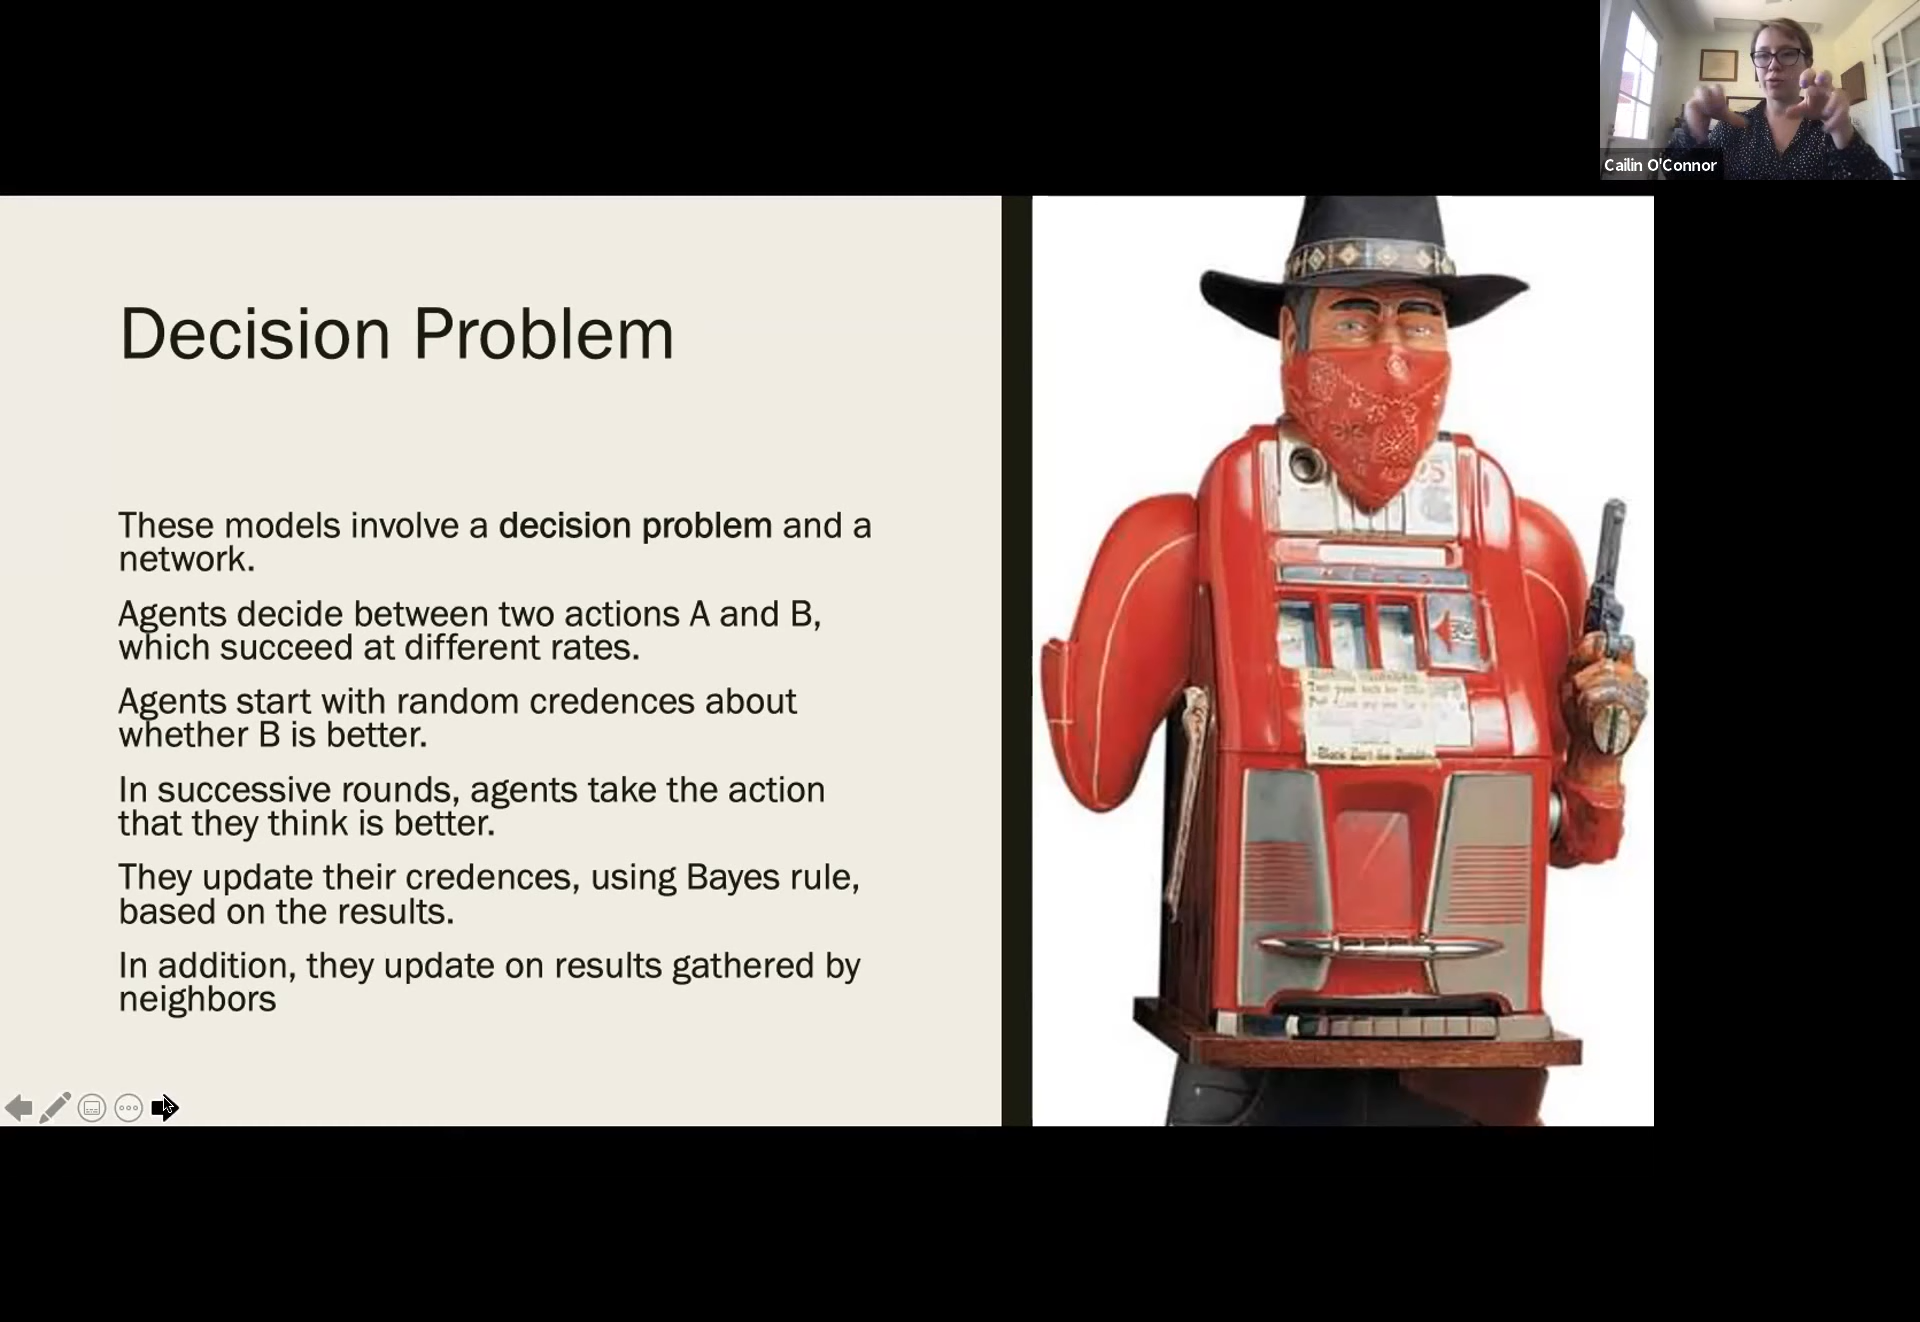 Cailin O'Connor
Decision Problem
These models involve a decision problem and a
network.
Agents decide between two actions A and B,
which succeed at different rates.
Agents start with random credences about
whether B is better.
In successive rounds, agents take the action
that they think is better.
They update their credences, using Bayes rule,
based on the results.
In addition, they update on results gathered by
neighbors
MILLS